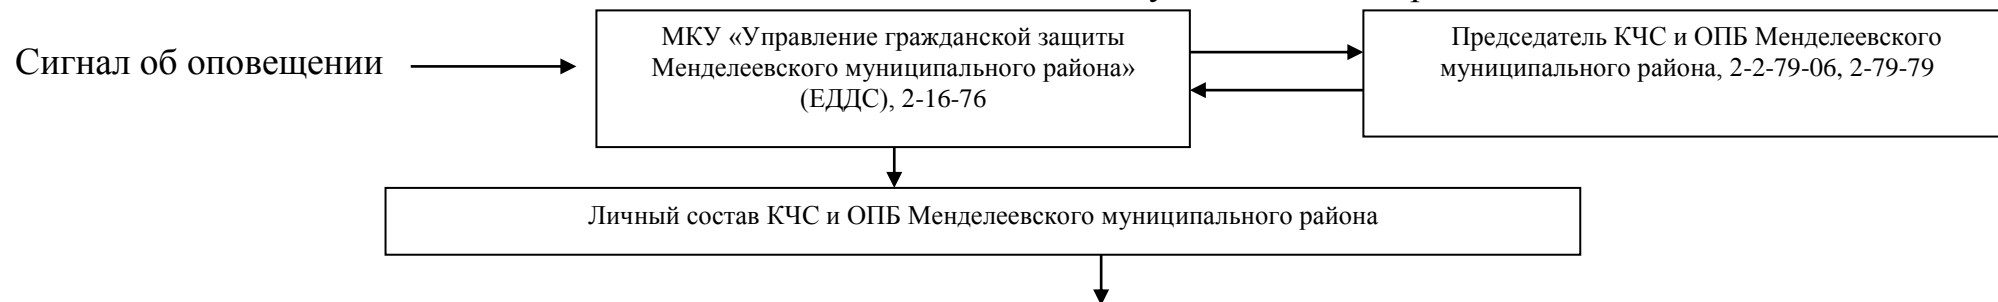 Сигнал об оповещении
МКУ «Управление гражданской защиты
Менделеевского муниципального района»
(ЕДДС), 2-16-76
Председатель КЧС и ОПБ Менделеевского
муниципального района, 2-2-79-06, 2-79-79
Личный состав КЧС и ОПБ Менделеевского муниципального района